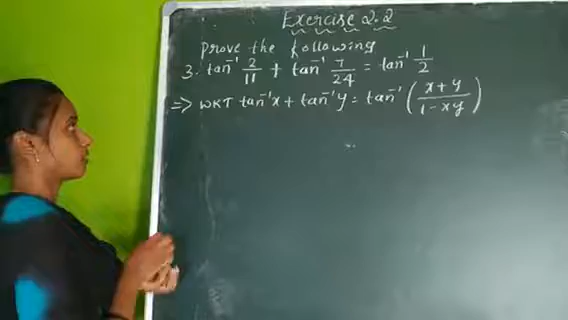 Exercise 2.2
Prove the following
3. tan⁻¹ 2/11 + tan⁻¹ 7/24 = tan⁻¹ 1/2
=> WKT tan⁻¹x + tan⁻¹y = tan⁻¹ (x+y/1-xy)